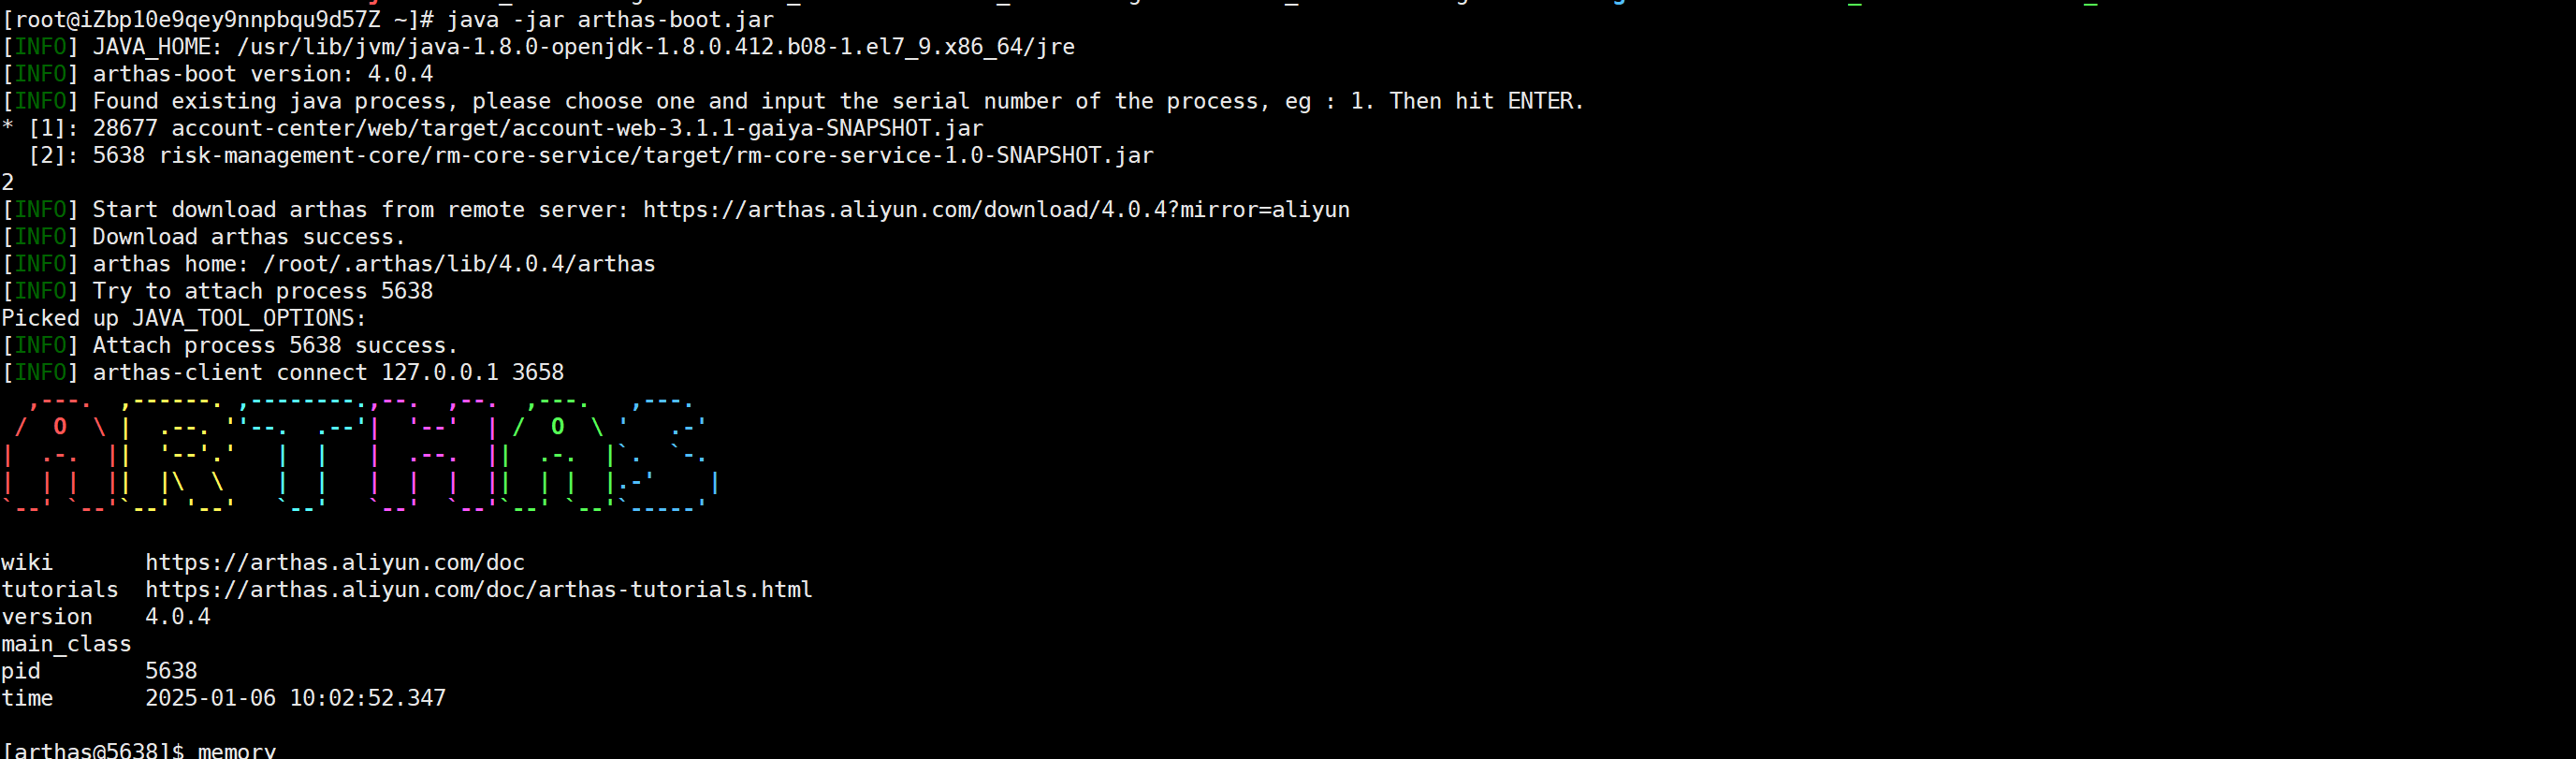 [root@iZbp10e9qey9nnpbqu9d57Z ~]# java -jar arthas-boot.jar
[INFO] JAVA_HOME: /usr/lib/jvm/java-1.8.0-openjdk-1.8.0.412.b08-1.el7_9.x86_64/jre
[INFO] arthas-boot version: 4.0.4
[INFO] Found existing java process, please choose one and input the serial number of the process, eg : 1. Then hit ENTER.
* [1]: 28677 account-center/web/target/account-web-3.1.1-gaiya-SNAPSHOT.jar
  [2]: 5638 risk-management-core/rm-core-service/target/rm-core-service-1.0-SNAPSHOT.jar
2
[INFO] Start download arthas from remote server: https://arthas.aliyun.com/download/4.0.4?mirror=aliyun
[INFO] Download arthas success.
[INFO] arthas home: /root/.arthas/lib/4.0.4/arthas
[INFO] Try to attach process 5638
Picked up JAVA_TOOL_OPTIONS:
[INFO] Attach process 5638 success.
[INFO] arthas-client connect 127.0.0.1 3658
ARTHAS
wiki       https://arthas.aliyun.com/doc
tutorials  https://arthas.aliyun.com/doc/arthas-tutorials.html
version    4.0.4
main_class
pid        5638
time       2025-01-06 10:02:52.347
[arthas@5638]$ memory